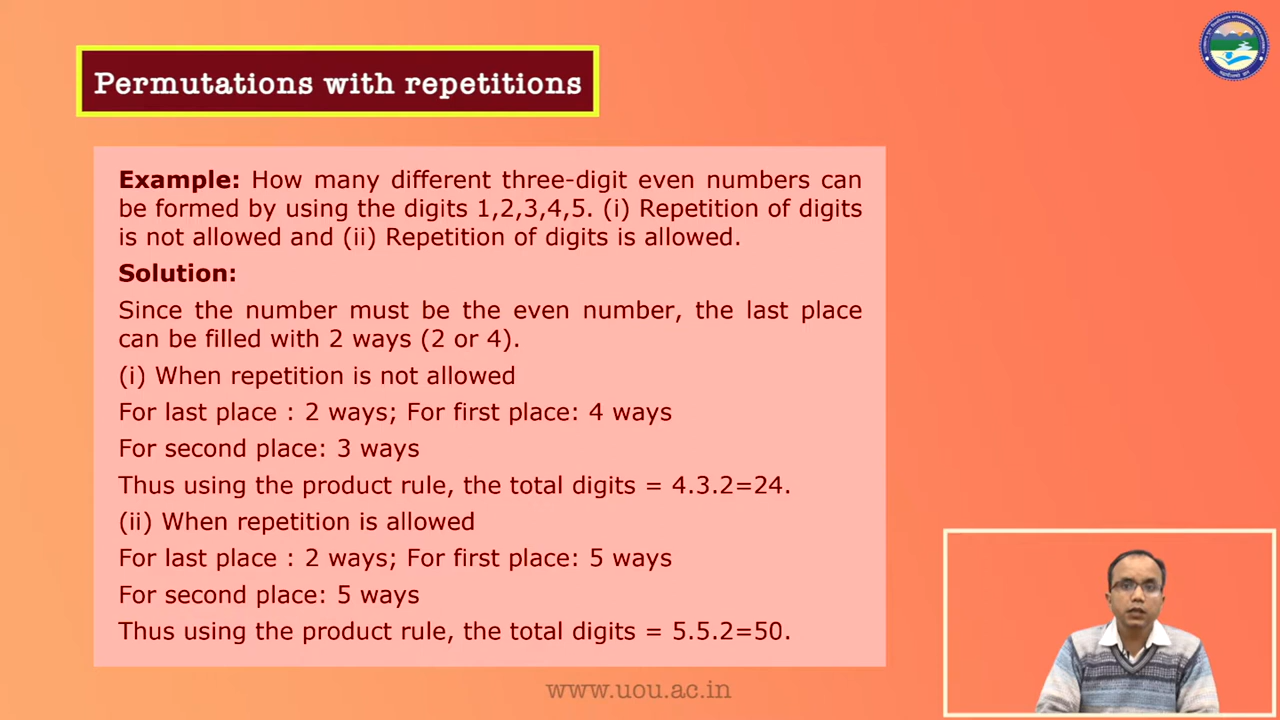 Permutations with repetitions
Example: How many different three-digit even numbers can
be formed by using the digits 1,2,3,4,5. (i) Repetition of digits
is not allowed and (ii) Repetition of digits is allowed.
Solution:
Since the number must be the even number, the last place
can be filled with 2 ways (2 or 4).
(i) When repetition is not allowed
For last place : 2 ways; For first place: 4 ways
For second place: 3 ways
Thus using the product rule, the total digits = 4.3.2=24.
(ii) When repetition is allowed
For last place : 2 ways; For first place: 5 ways
For second place: 5 ways
Thus using the product rule, the total digits = 5.5.2=50.
www.uou.ac.in